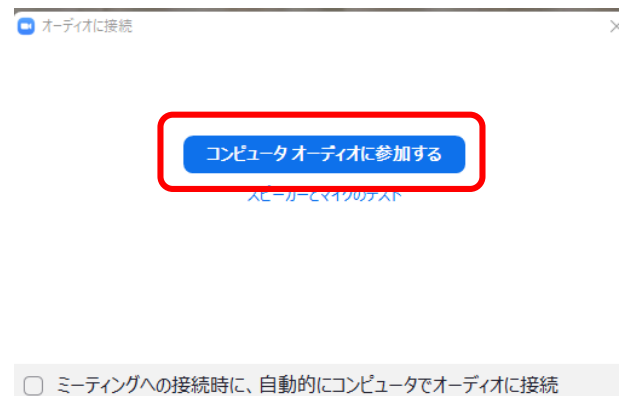 オーディオに接続
コンピュータ オーディオに参加する
スピーカーとマイクのテスト
ミーティングへの接続時に、自動的にコンピュータでオーディオに接続